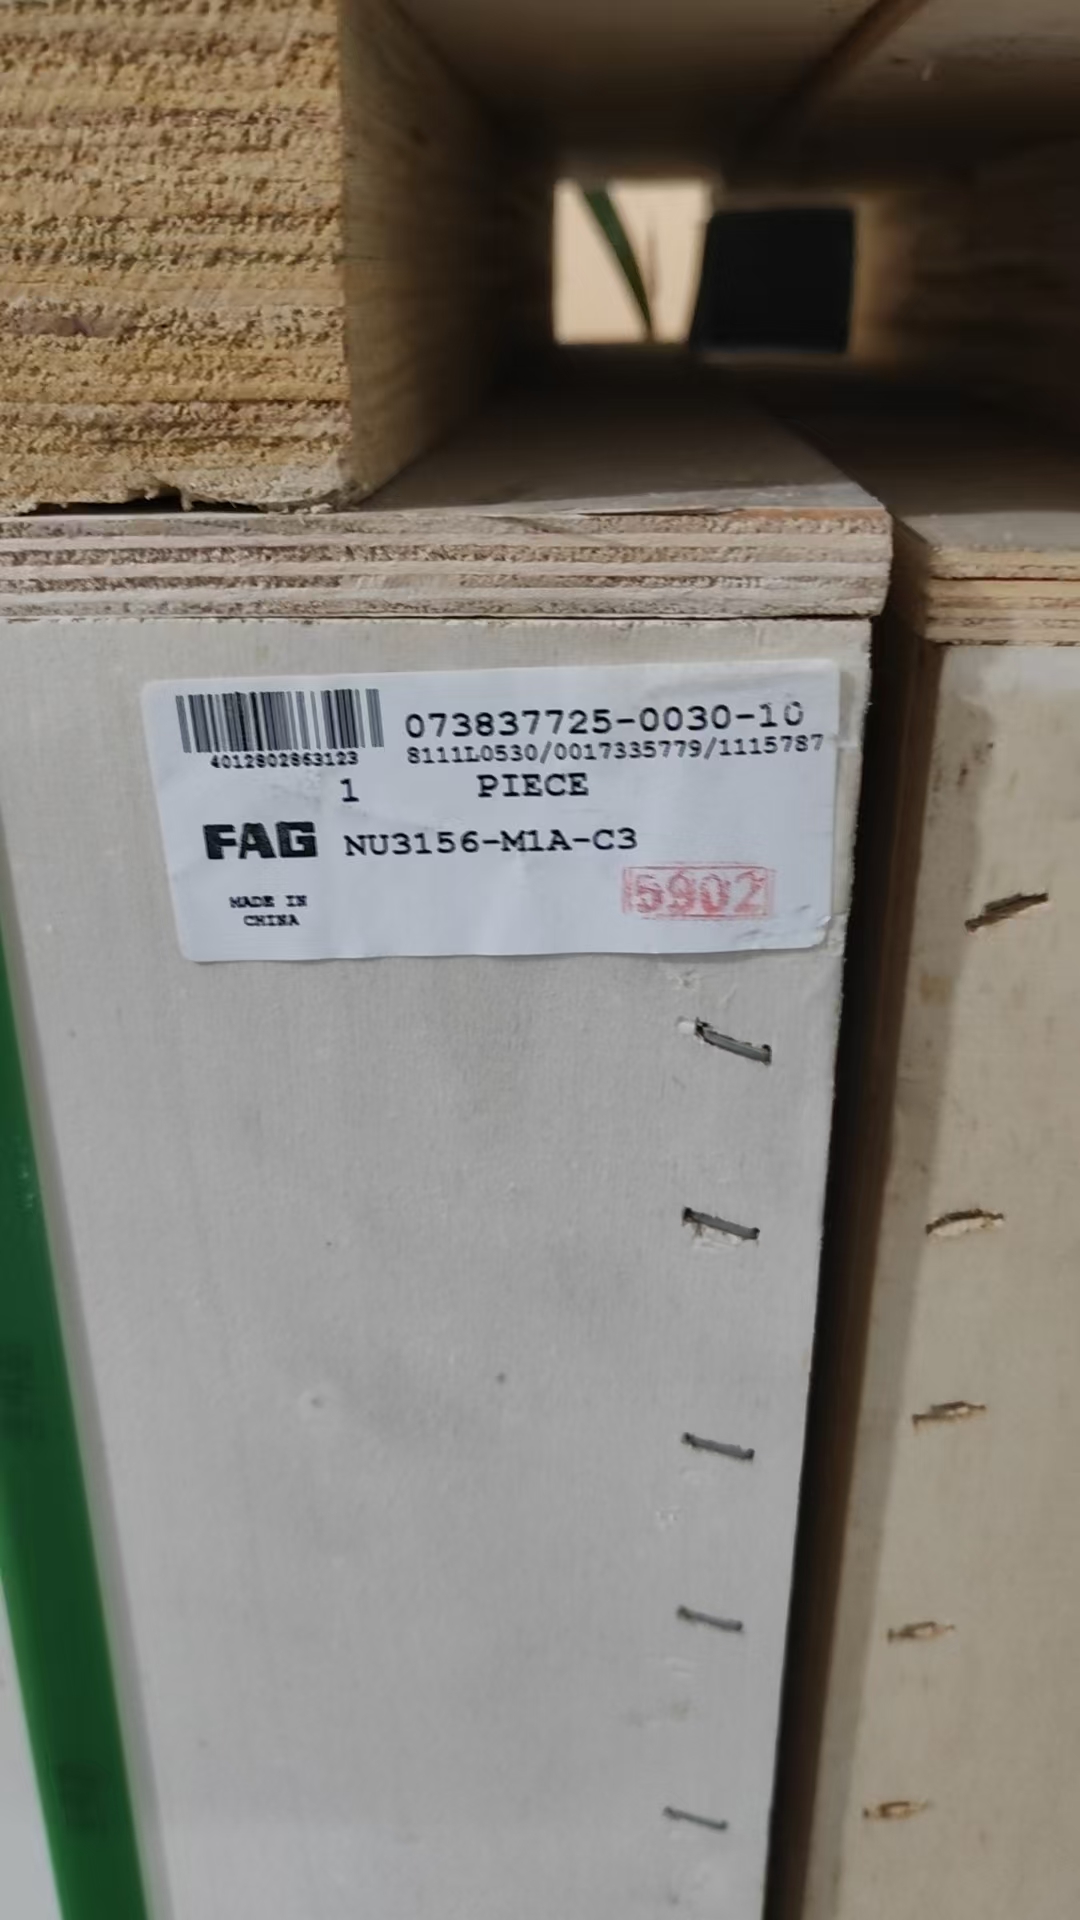 073837725-0030-10
4012802863123
8111L0530/0017335779/1115787
1 PIECE
FAG NU3156-M1A-C3
5902
MADE IN
CHINA